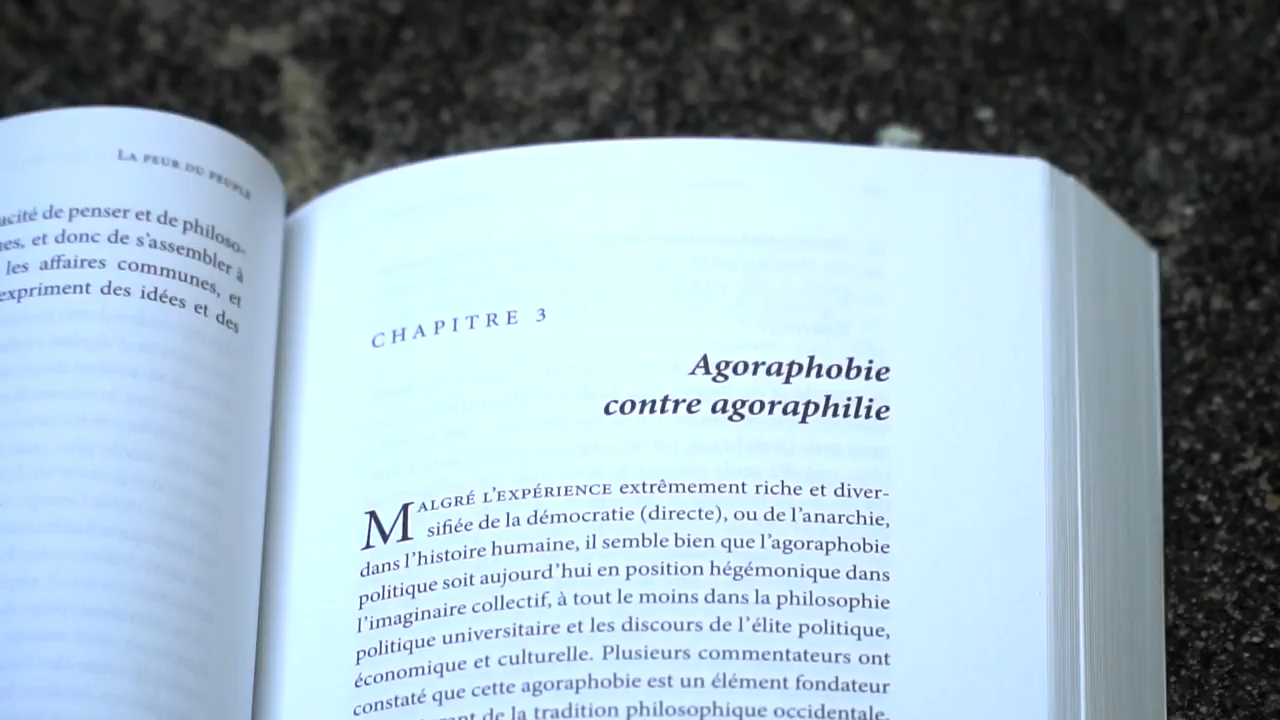 LA PEUR DU PEUPLE
acité de penser et de philoso-
es, et donc de s'assembler à
les affaires communes, et
expriment des idées et des
CHAPITRE 3
Agoraphobie
contre agoraphilie
MALGRÉ L'EXPÉRIENCE extrêmement riche et diver-
sifiée de la démocratie (directe), ou de l'anarchie,
dans l'histoire humaine, il semble bien que l'agoraphobie
politique soit aujourd'hui en position hégémonique dans
l'imaginaire collectif, à tout le moins dans la philosophie
politique universitaire et les discours de l'élite politique,
économique et culturelle. Plusieurs commentateurs ont
constaté que cette agoraphobie est un élément fondateur
de la tradition philosophique occidentale.